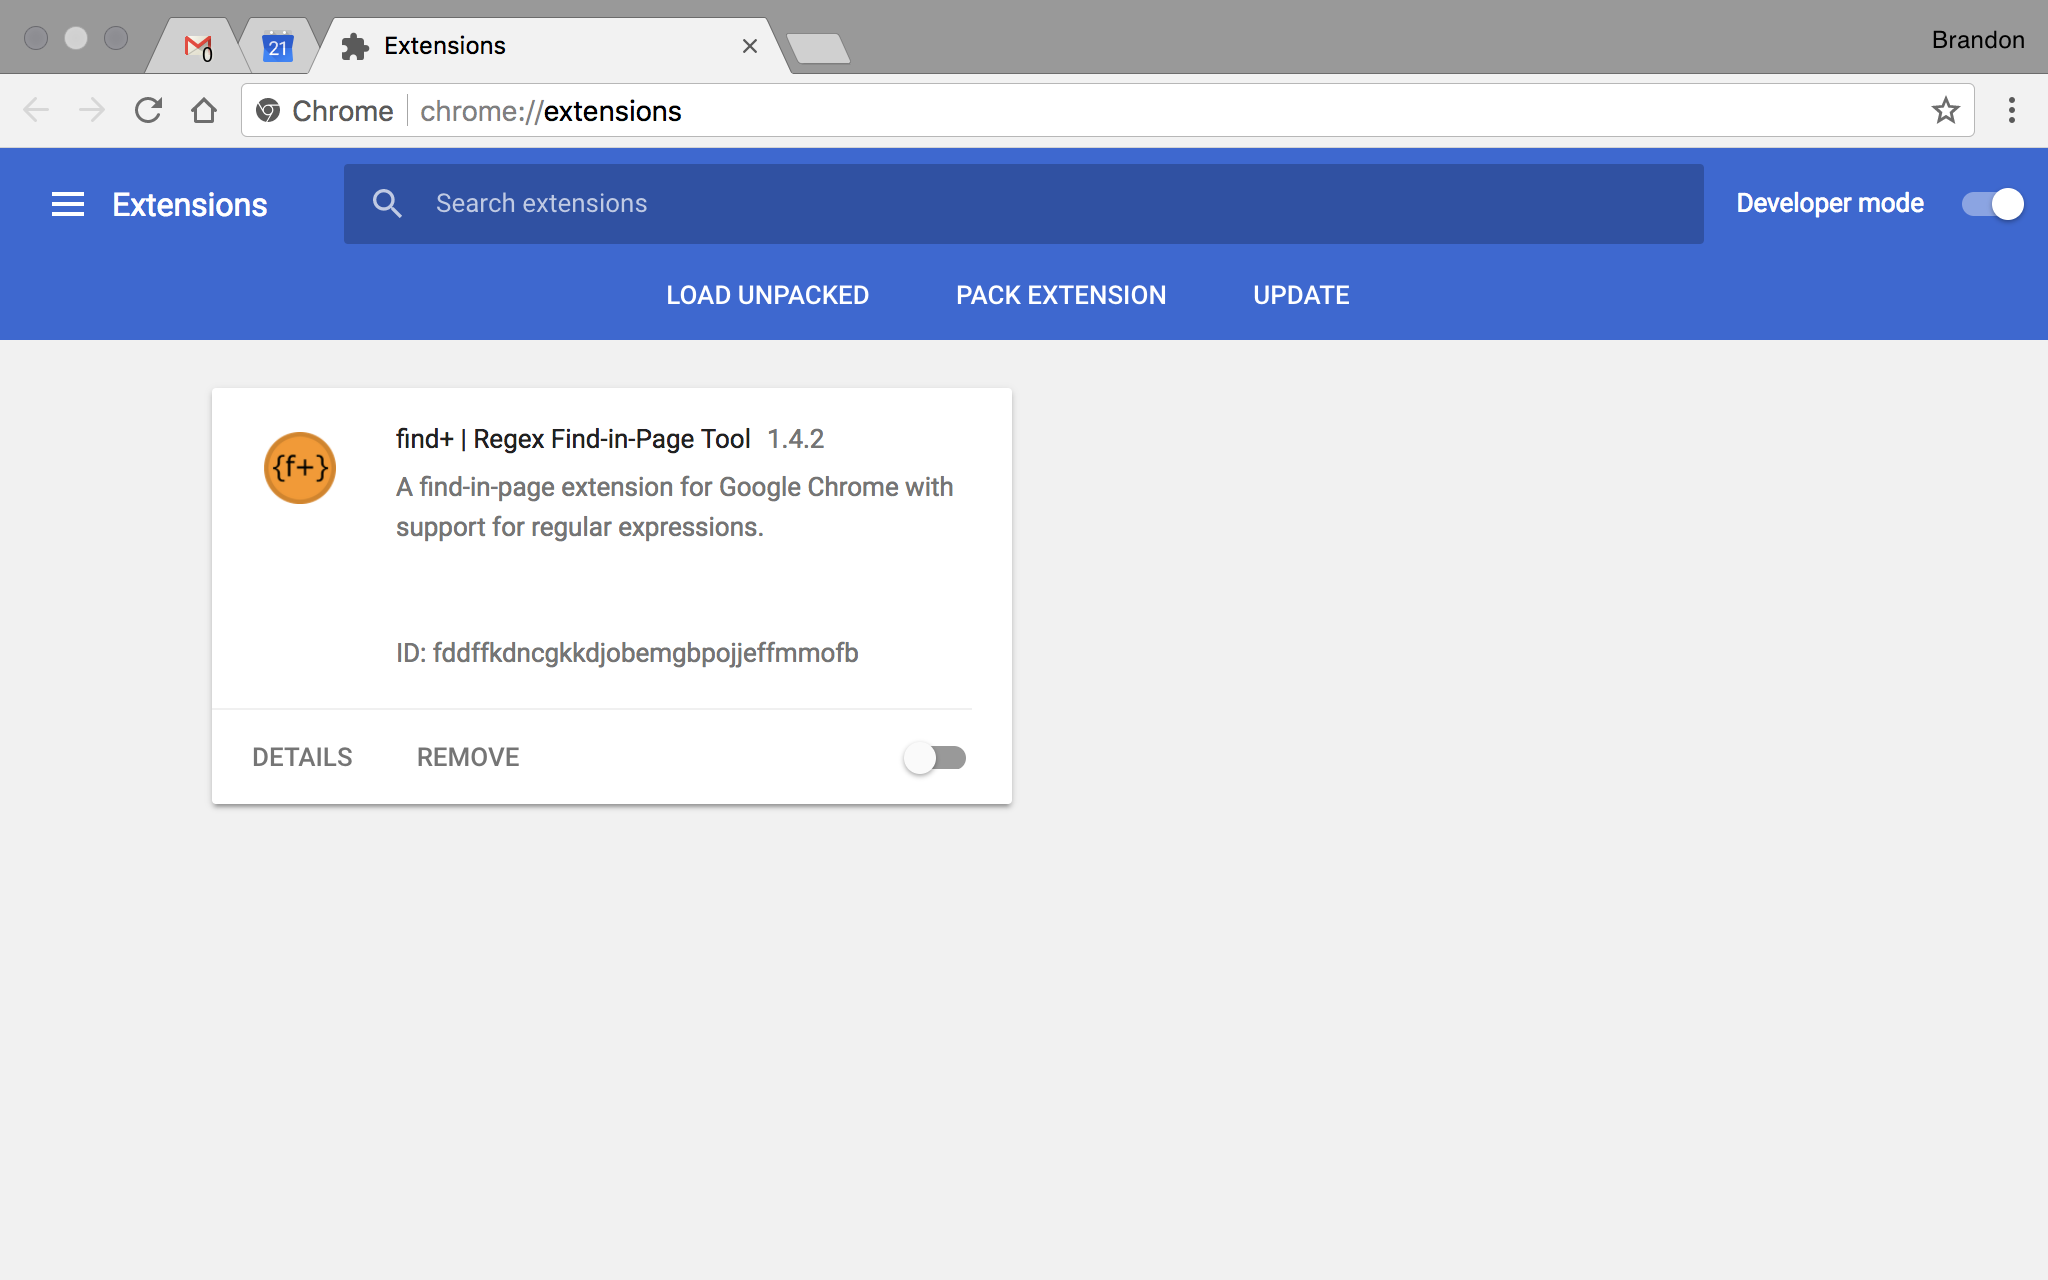 0
21
Extensions
Brandon
Chrome
chrome://extensions
Extensions
Search extensions
Developer mode
LOAD UNPACKED
PACK EXTENSION
UPDATE
{f+}
find+ | Regex Find-in-Page Tool 1.4.2
A find-in-page extension for Google Chrome with
support for regular expressions.
ID: fddffkdncgkkdjobemgbpojjeffmmofb
DETAILS
REMOVE